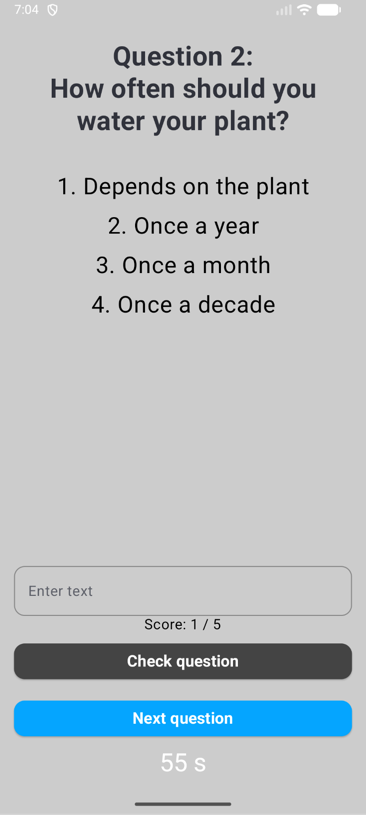 7:04
Question 2:
How often should you
water your plant?
1. Depends on the plant
2. Once a year
3. Once a month
4. Once a decade
Enter text
Score: 1 / 5
Check question
Next question
55 s